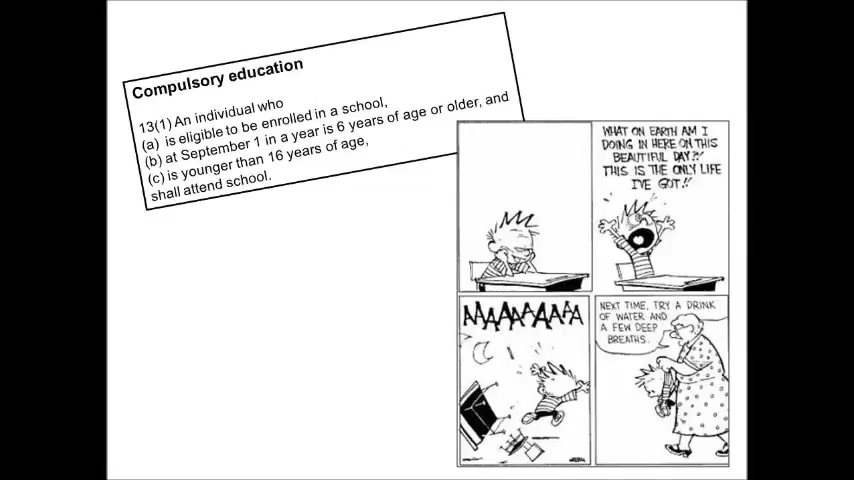 Compulsory education
13(1) An individual who
(a) is eligible to be enrolled in a school,
(b) at September 1 in a year is 6 years of age or older, and
(c) is younger than 16 years of age,
shall attend school.
WHAT ON EARTH AM I
DOING IN HERE ON THIS
BEAUTIFUL DAY?!
THIS IS THE ONLY LIFE
I'VE GOT!!
AAAAAAAAAA
NEXT TIME, TRY A DRINK
OF WATER AND
A FEW DEEP
BREATHS.